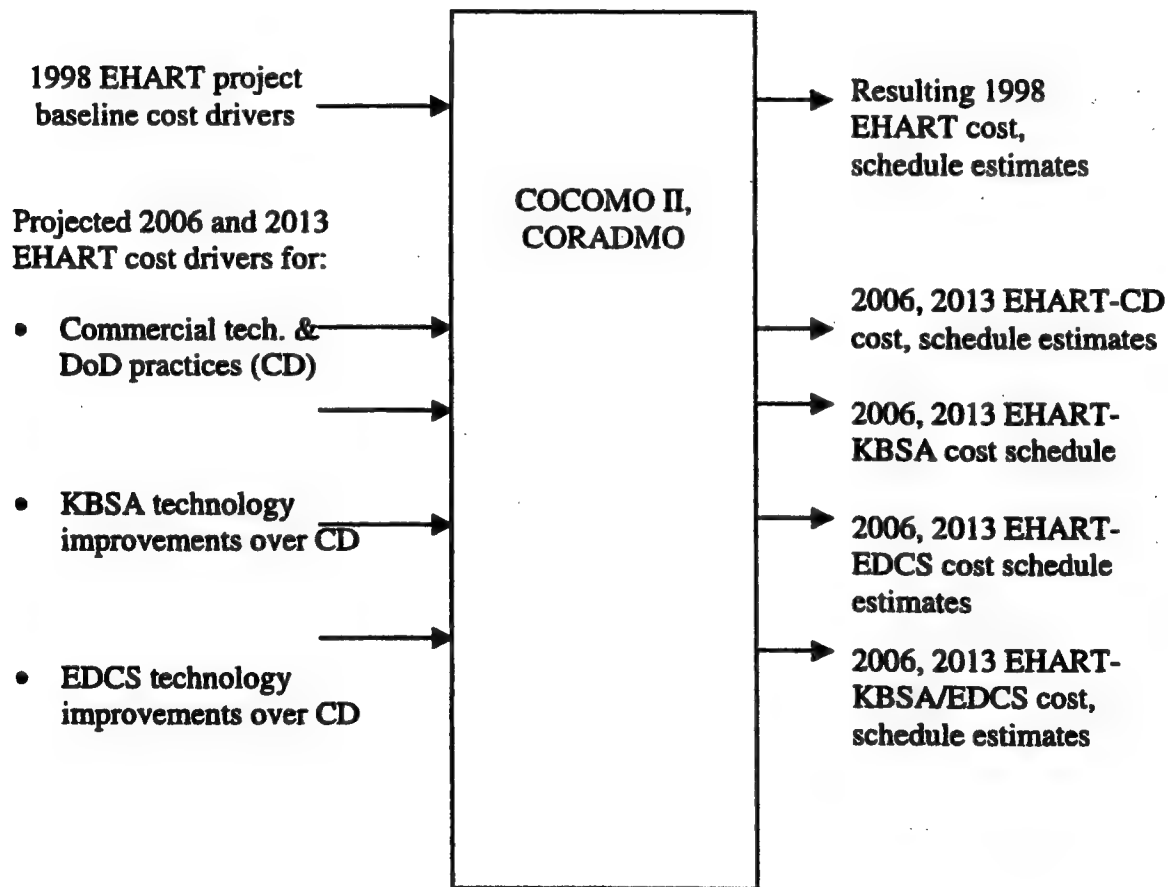 1998 EHART project
baseline cost drivers
Projected 2006 and 2013
EHART cost drivers for:
• Commercial tech. &
DoD practices (CD)
• KBSA technology
improvements over CD
• EDCS technology
improvements over CD
COCOMO II,
CORADMO
Resulting 1998
EHART cost,
schedule estimates
2006, 2013 EHART-CD
cost, schedule estimates
2006, 2013 EHART-
KBSA cost schedule
2006, 2013 EHART-
EDCS cost schedule
estimates
2006, 2013 EHART-
KBSA/EDCS cost,
schedule estimates